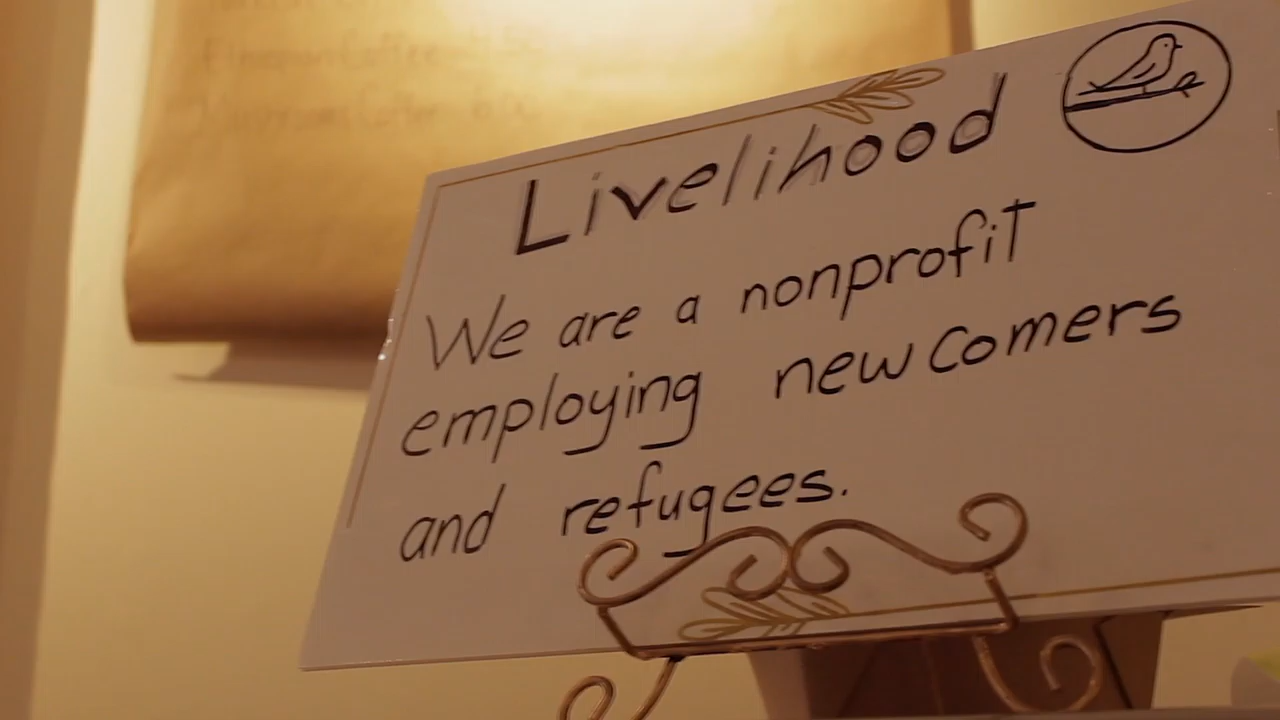 Livelihood
We are a nonprofit
employing newcomers
and refugees.